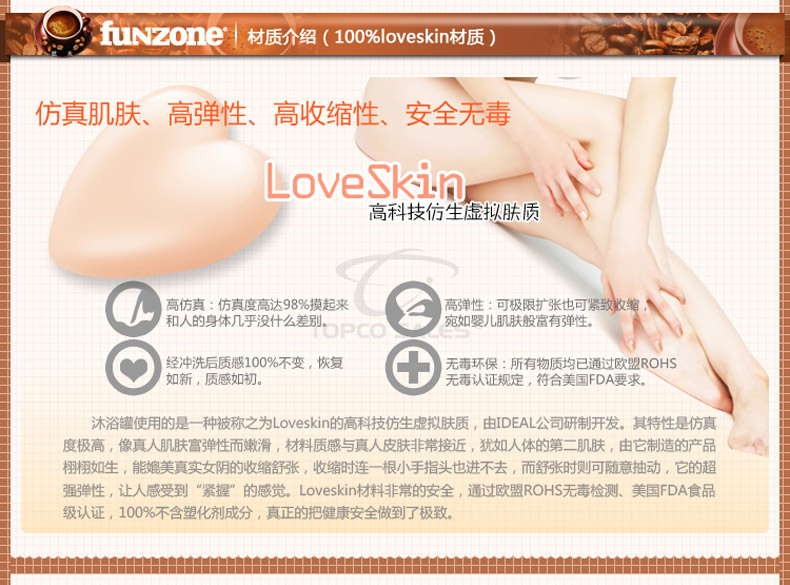 funzone® | 材质介绍（100%loveskin材质）
仿真肌肤、高弹性、高收缩性、安全无毒
LoveSkin
高科技仿生虚拟肤质
高仿真：仿真度高达98%摸起来
和人的身体几乎没什么差别。
高弹性：可极限扩张也可紧致收缩，
宛如婴儿肌肤般富有弹性。
TOPCO SALES
经冲洗后质感100%不变，恢复
如新，质感如初。
无毒环保：所有物质均已通过欧盟ROHS
无毒认证规定，符合美国FDA要求。
沐浴罐使用的是一种被称之为Loveskin的高科技仿生虚拟肤质，由IDEAL公司研制开发。其特性是仿真
度极高，像真人肌肤富弹性而嫩滑，材料质感与真人皮肤非常接近，犹如人体的第二肌肤，由它制造的产品
栩栩如生，能媲美真实女阴的收缩舒张，收缩时连一根小手指头也进不去，而舒张时则可随意抽动，它的超
强弹性，让人感受到“紧握”的感觉。Loveskin材料非常的安全，通过欧盟ROHS无毒检测、美国FDA食品
级认证，100%不含塑化剂成分，真正的把健康安全做到了极致。